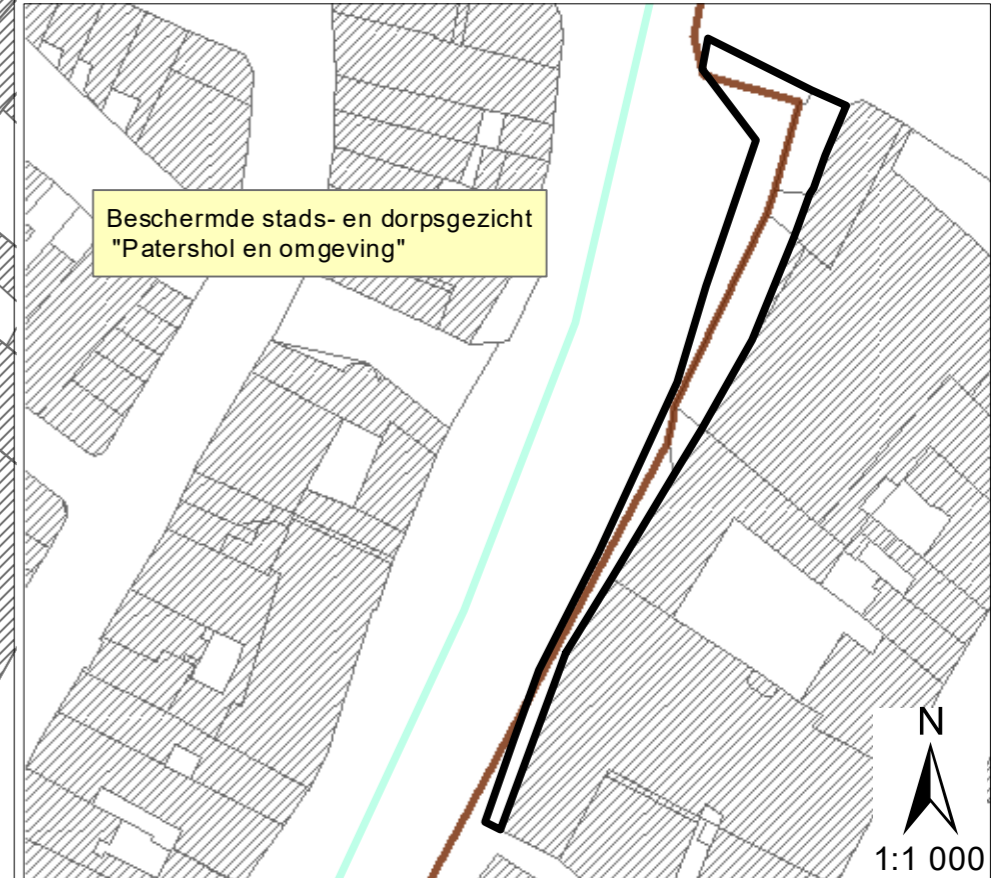 Beschermde stads- en dorpsgezicht
"Patershol en omgeving"
N
1:1 000